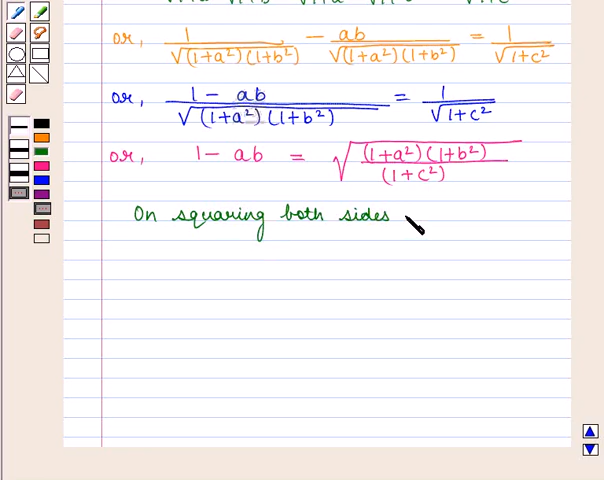 or, 1/√(1+a²)(1+b²) − ab/√(1+a²)(1+b²) = 1/√1+c²
or, 1 − ab/√(1+a²)(1+b²) = 1/√1+c²
or, 1 − ab = √(1+a²)(1+b²)/(1+c²)
On squaring both sides